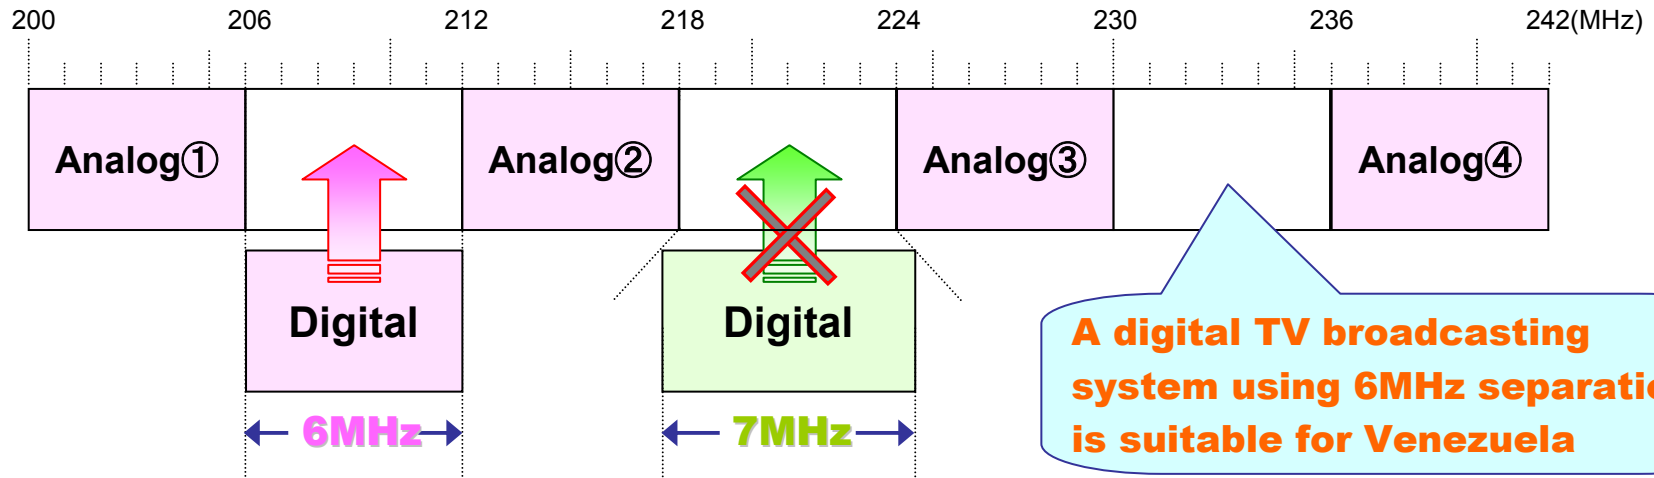 200 206 212 218 224 230 236 242(MHz)
Analog① Analog② Analog③ Analog④
Digital Digital
A digital TV broadcasting
system using 6MHz separatio
is suitable for Venezuela
6MHz 7MHz